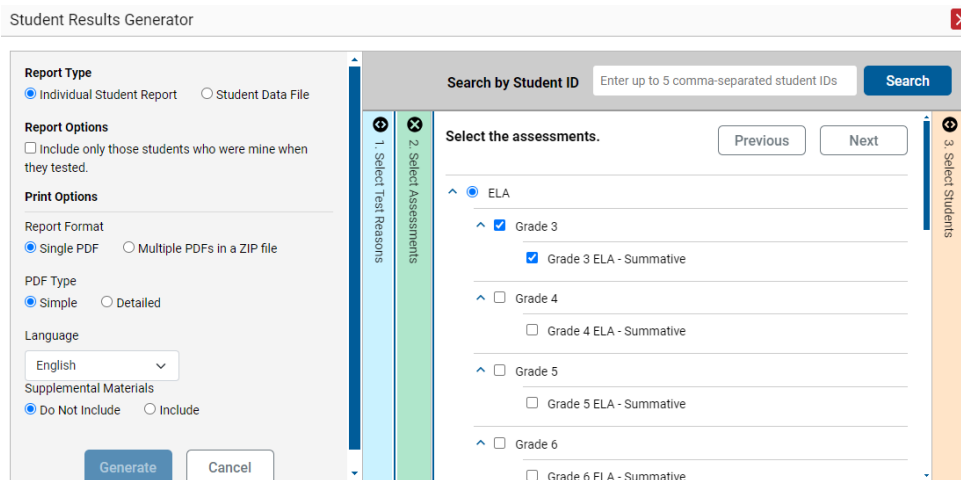 Student Results Generator
Report Type
Individual Student Report
Student Data File
Report Options
Include only those students who were mine when
they tested.
Print Options
Report Format
Single PDF
Multiple PDFs in a ZIP file
PDF Type
Simple
Detailed
Language
English
Supplemental Materials
Do Not Include
Include
Generate
Cancel
Search by Student ID
Enter up to 5 comma-separated student IDs
Search
1. Select Test Reasons
2. Select Assessments
Select the assessments.
Previous
Next
ELA
Grade 3
Grade 3 ELA - Summative
Grade 4
Grade 4 ELA - Summative
Grade 5
Grade 5 ELA - Summative
Grade 6
Grade 6 ELA - Summative
3. Select Students